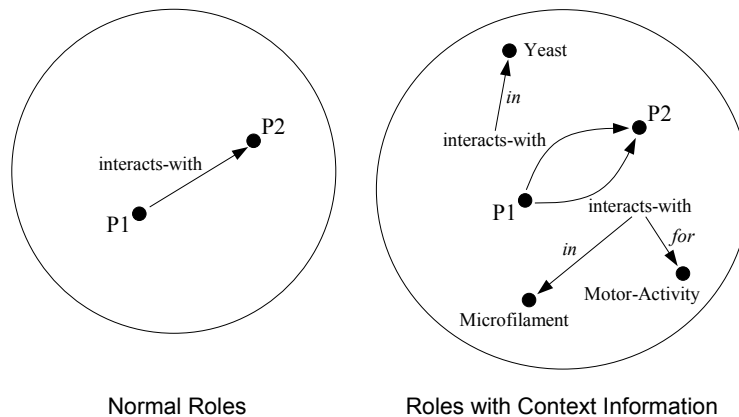 P2
interacts-with
P1
Normal Roles
Yeast
in
P2
interacts-with
P1
interacts-with
in
for
Motor-Activity
Microfilament
Roles with Context Information